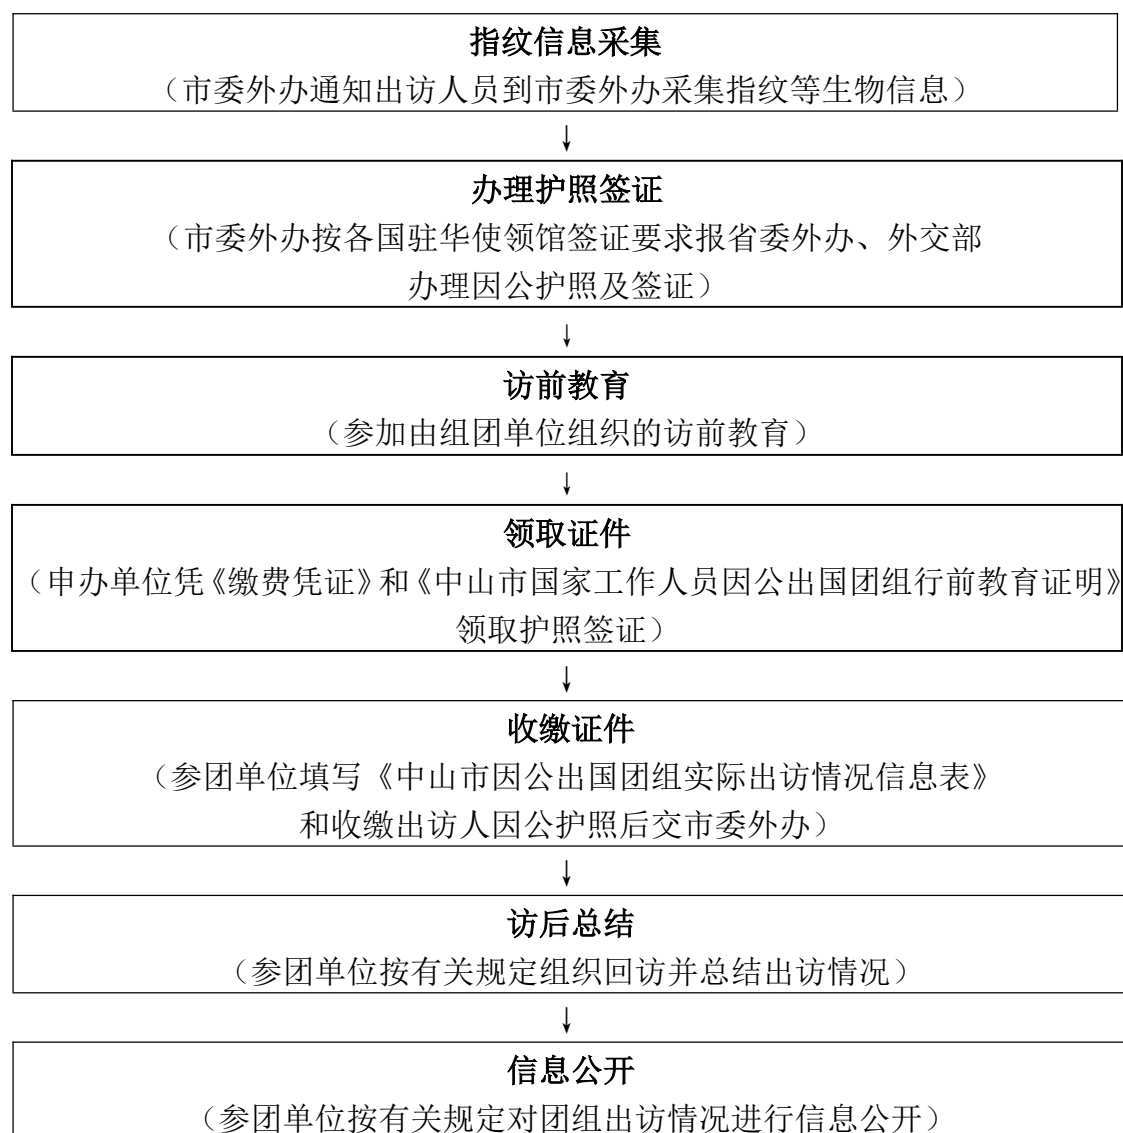 指纹信息采集
（市委外办通知出访人员到市委外办采集指纹等生物信息）
↓
办理护照签证
（市委外办按各国驻华使领馆签证要求报省委外办、外交部
办理因公护照及签证）
↓
访前教育
（参加由组团单位组织的访前教育）
↓
领取证件
（申办单位凭《缴费凭证》和《中山市国家工作人员因公出国团组行前教育证明》
领取护照签证）
↓
收缴证件
（参团单位填写《中山市因公出国团组实际出访情况信息表》
和收缴出访人因公护照后交市委外办）
↓
访后总结
（参团单位按有关规定组织回访并总结出访情况）
↓
信息公开
（参团单位按有关规定对团组出访情况进行信息公开）